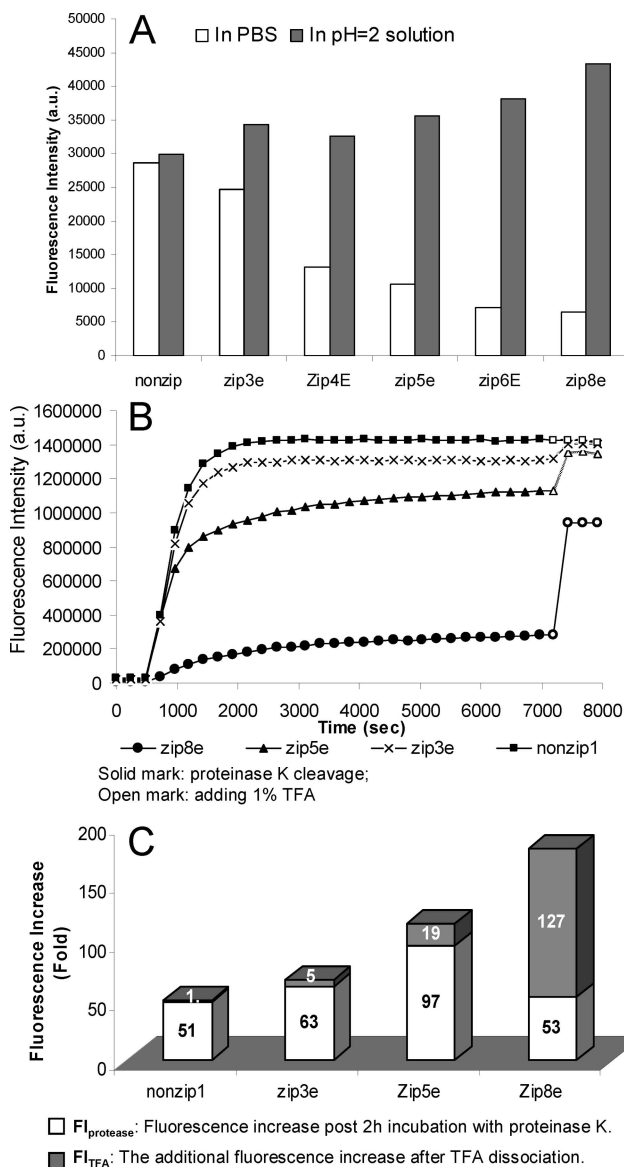 A
In PBS In pH=2 solution
Fluorescence Intensity (a.u.)
50000
45000
40000
35000
30000
25000
20000
15000
10000
5000
0
nonzip zip3e Zip4E zip5e zip6E zip8e
B
Fluorescence Intensity (a.u.)
1600000
1400000
1200000
1000000
800000
600000
400000
200000
0
0 1000 2000 3000 4000 5000 6000 7000 8000
Time (sec)
zip8e zip5e zip3e nonzip1
Solid mark: proteinase K cleavage;
Open mark: adding 1% TFA
C
Fluorescence Increase
(Fold)
200
150
100
50
0
1.
51
5
63
19
97
127
53
nonzip1 zip3e Zip5e Zip8e
FIprotease: Fluorescence increase post 2h incubation with proteinase K.
FITFA: The additional fluorescence increase after TFA dissociation.